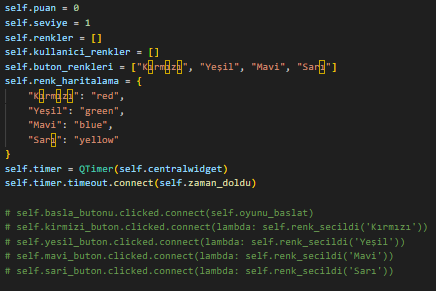 self.puan = 0
self.seviye = 1
self.renkler = []
self.kullanici_renkler = []
self.buton_renkleri = ["Kırmızı", "Yeşil", "Mavi", "Sarı"]
self.renk_haritalama = {
    "Kırmızı": "red",
    "Yeşil": "green",
    "Mavi": "blue",
    "Sarı": "yellow"
}
self.timer = QTimer(self.centralwidget)
self.timer.timeout.connect(self.zaman_doldu)

# self.basla_butonu.clicked.connect(self.oyunu_baslat)
# self.kirmizi_buton.clicked.connect(lambda: self.renk_secildi('Kırmızı'))
# self.yesil_buton.clicked.connect(lambda: self.renk_secildi('Yeşil'))
# self.mavi_buton.clicked.connect(lambda: self.renk_secildi('Mavi'))
# self.sari_buton.clicked.connect(lambda: self.renk_secildi('Sarı'))